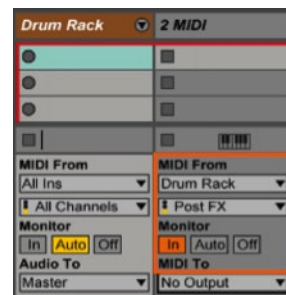 Drum Rack 2 MIDI
MIDI From MIDI From
All Ins Drum Rack
All Channels Post FX
Monitor Monitor
In Auto Off In Auto Off
Audio To MIDI To
Master No Output